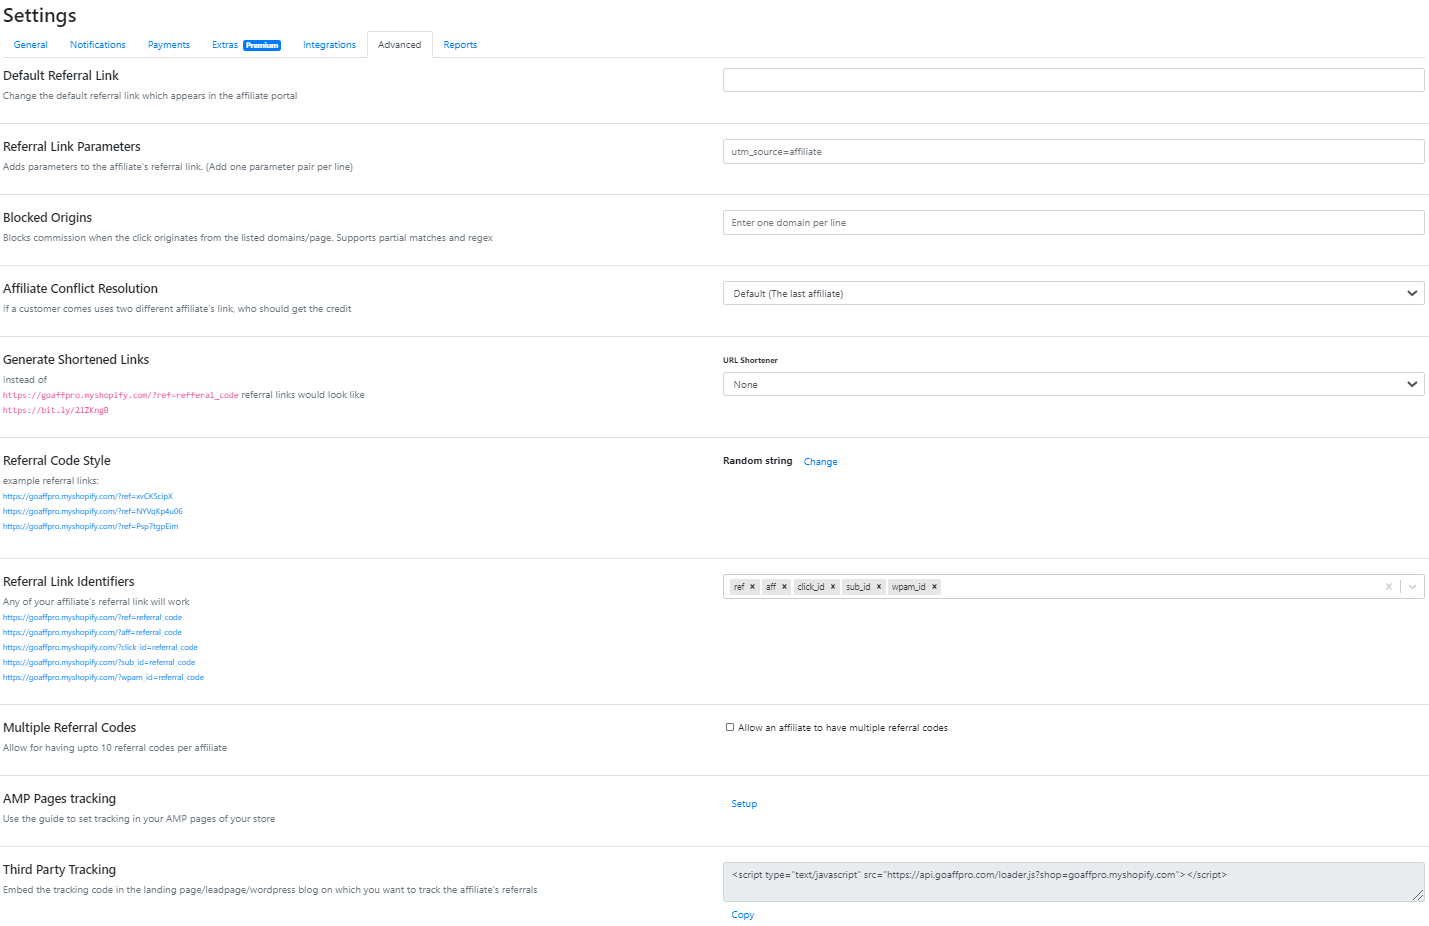 Settings
General Notifications Payments Extras Premium Integrations Advanced Reports
Default Referral Link
Change the default referral link which appears in the affiliate portal
Referral Link Parameters
Adds parameters to the affiliate's referral link. (Add one parameter pair per line)
utm_source=affiliate
Blocked Origins
Blocks commission when the click originates from the listed domains/page. Supports partial matches and regex
Enter one domain per line
Affiliate Conflict Resolution
If a customer comes uses two different affiliate's link, who should get the credit
Default (The last affiliate)
Generate Shortened Links
Instead of
https://goaffpro.myshopify.com/?ref=refferal_code referral links would look like
https://bit.ly/2lZKngB
URL Shortener
None
Referral Code Style
example referral links:
https://goaffpro.myshopify.com/?ref=xvCKScipX
https://goaffpro.myshopify.com/?ref=NYVqKp4u06
https://goaffpro.myshopify.com/?ref=Psp7tgpEim
Random string Change
Referral Link Identifiers
Any of your affiliate's referral link will work
https://goaffpro.myshopify.com/?ref=referral_code
https://goaffpro.myshopify.com/?aff=referral_code
https://goaffpro.myshopify.com/?click_id=referral_code
https://goaffpro.myshopify.com/?sub_id=referral_code
https://goaffpro.myshopify.com/?wpam_id=referral_code
ref × aff × click_id × sub_id × wpam_id ×
Multiple Referral Codes
Allow for having upto 10 referral codes per affiliate
Allow an affiliate to have multiple referral codes
AMP Pages tracking
Use the guide to set tracking in your AMP pages of your store
Setup
Third Party Tracking
Embed the tracking code in the landing page/leadpage/wordpress blog on which you want to track the affiliate's referrals
<script type="text/javascript" src="https://api.goaffpro.com/loader.js?shop=goaffpro.myshopify.com"></script>
Copy